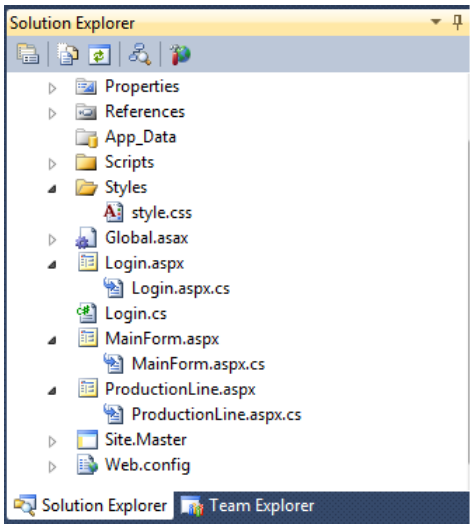 Solution Explorer
Properties
References
App_Data
Scripts
Styles
style.css
Global.asax
Login.aspx
Login.aspx.cs
Login.cs
MainForm.aspx
MainForm.aspx.cs
ProductionLine.aspx
ProductionLine.aspx.cs
Site.Master
Web.config
Solution Explorer Team Explorer